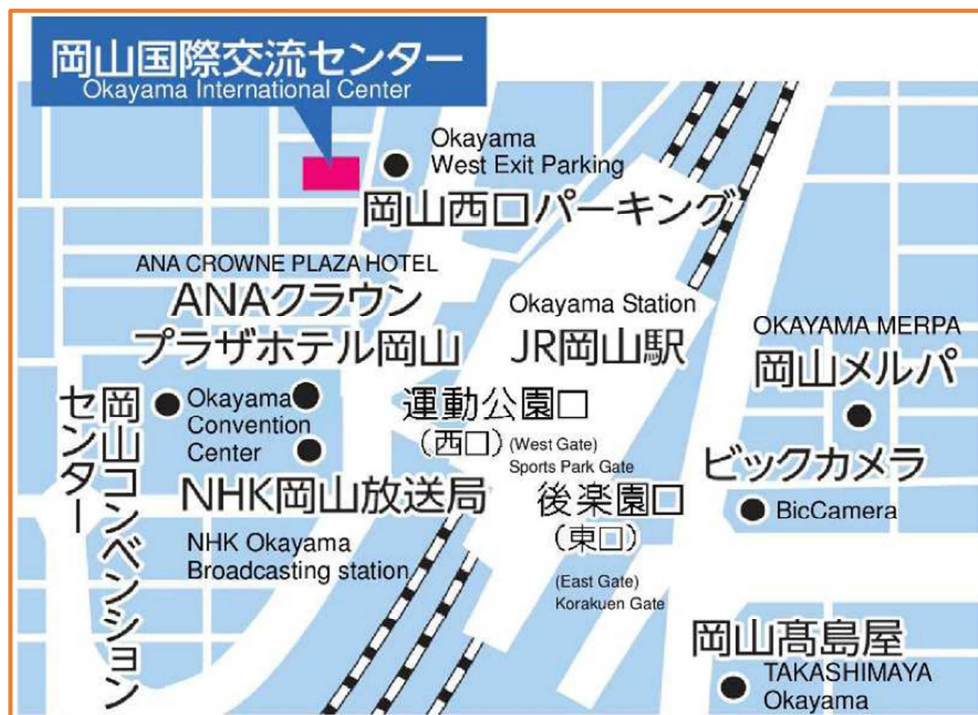 岡山国際交流センター
Okayama International Center
Okayama
West Exit Parking
岡山西口パーキング
ANA CROWNE PLAZA HOTEL
ANAクラウン
プラザホテル岡山
Okayama Station
JR岡山駅
OKAYAMA MERPA
岡山メルパ
岡山コンベンション
センター
Okayama
Convention
Center
運動公園口
(西口)
(West Gate)
Sports Park Gate
ビックカメラ
BicCamera
NHK岡山放送局
NHK Okayama
Broadcasting station
後楽園口
(東口)
(East Gate)
Korakuen Gate
岡山髙島屋
TAKASHIMAYA
Okayama